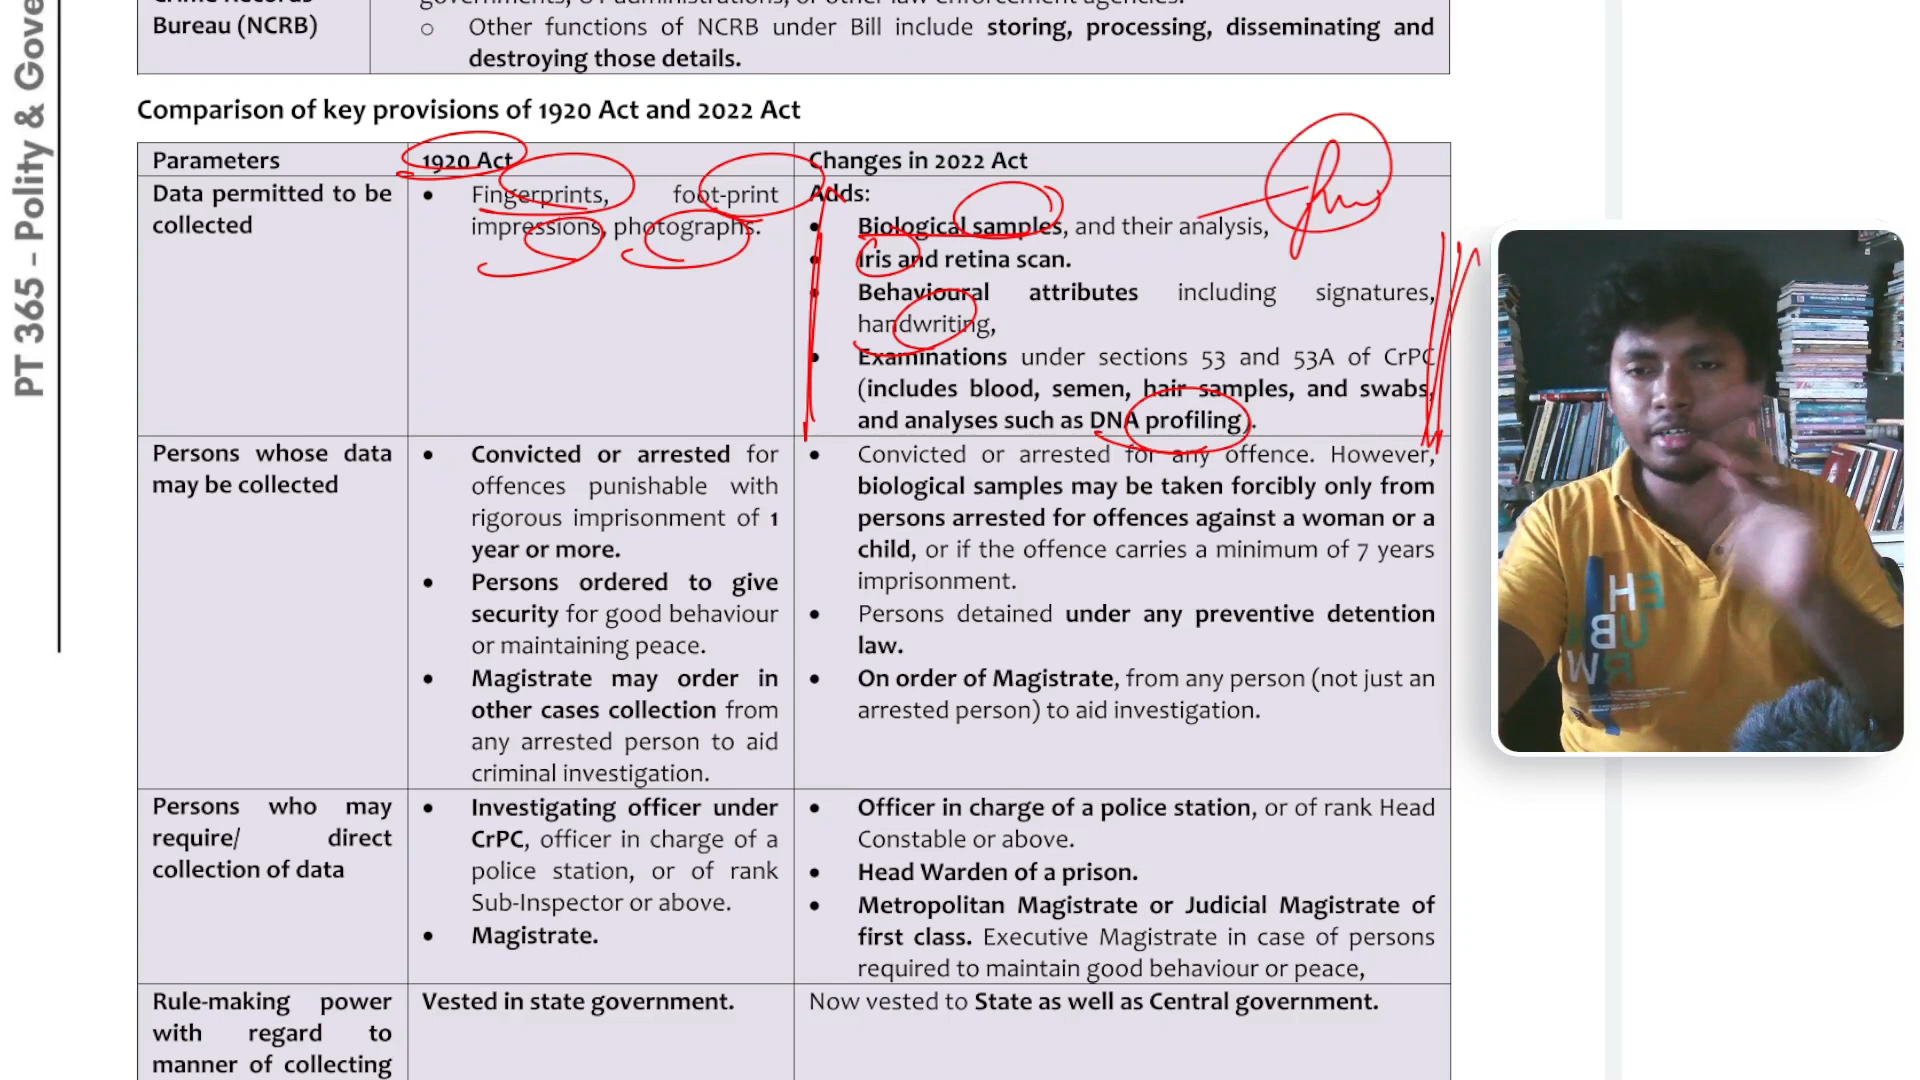 PT 365 – Polity & Gove
Bureau (NCRB)
○ Other functions of NCRB under Bill include storing, processing, disseminating and
destroying those details.
Comparison of key provisions of 1920 Act and 2022 Act
Parameters
1920 Act
Changes in 2022 Act
Data permitted to be
collected
• Fingerprints, foot-print
impressions, photographs.
Adds:
• Biological samples, and their analysis,
• Iris and retina scan.
• Behavioural attributes including signatures,
handwriting,
• Examinations under sections 53 and 53A of CrPC
(includes blood, semen, hair samples, and swabs,
and analyses such as DNA profiling).
Persons whose data
may be collected
• Convicted or arrested for
offences punishable with
rigorous imprisonment of 1
year or more.
• Persons ordered to give
security for good behaviour
or maintaining peace.
• Magistrate may order in
other cases collection from
any arrested person to aid
criminal investigation.
• Convicted or arrested for any offence. However,
biological samples may be taken forcibly only from
persons arrested for offences against a woman or a
child, or if the offence carries a minimum of 7 years
imprisonment.
• Persons detained under any preventive detention
law.
• On order of Magistrate, from any person (not just an
arrested person) to aid investigation.
Persons who may
require/ direct
collection of data
• Investigating officer under
CrPC, officer in charge of a
police station, or of rank
Sub-Inspector or above.
• Magistrate.
• Officer in charge of a police station, or of rank Head
Constable or above.
• Head Warden of a prison.
• Metropolitan Magistrate or Judicial Magistrate of
first class. Executive Magistrate in case of persons
required to maintain good behaviour or peace,
Rule-making power
with regard to
manner of collecting
Vested in state government.
Now vested to State as well as Central government.